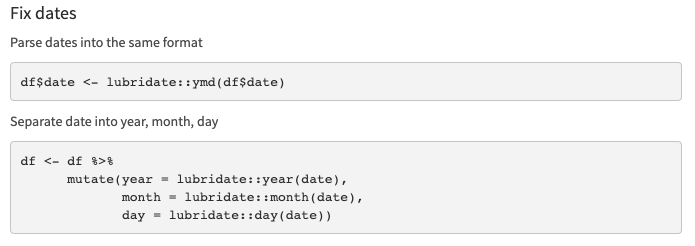 Fix dates
Parse dates into the same format
df$date <- lubridate::ymd(df$date)
Separate date into year, month, day
df <- df %>%
      mutate(year = lubridate::year(date),
             month = lubridate::month(date),
             day = lubridate::day(date))